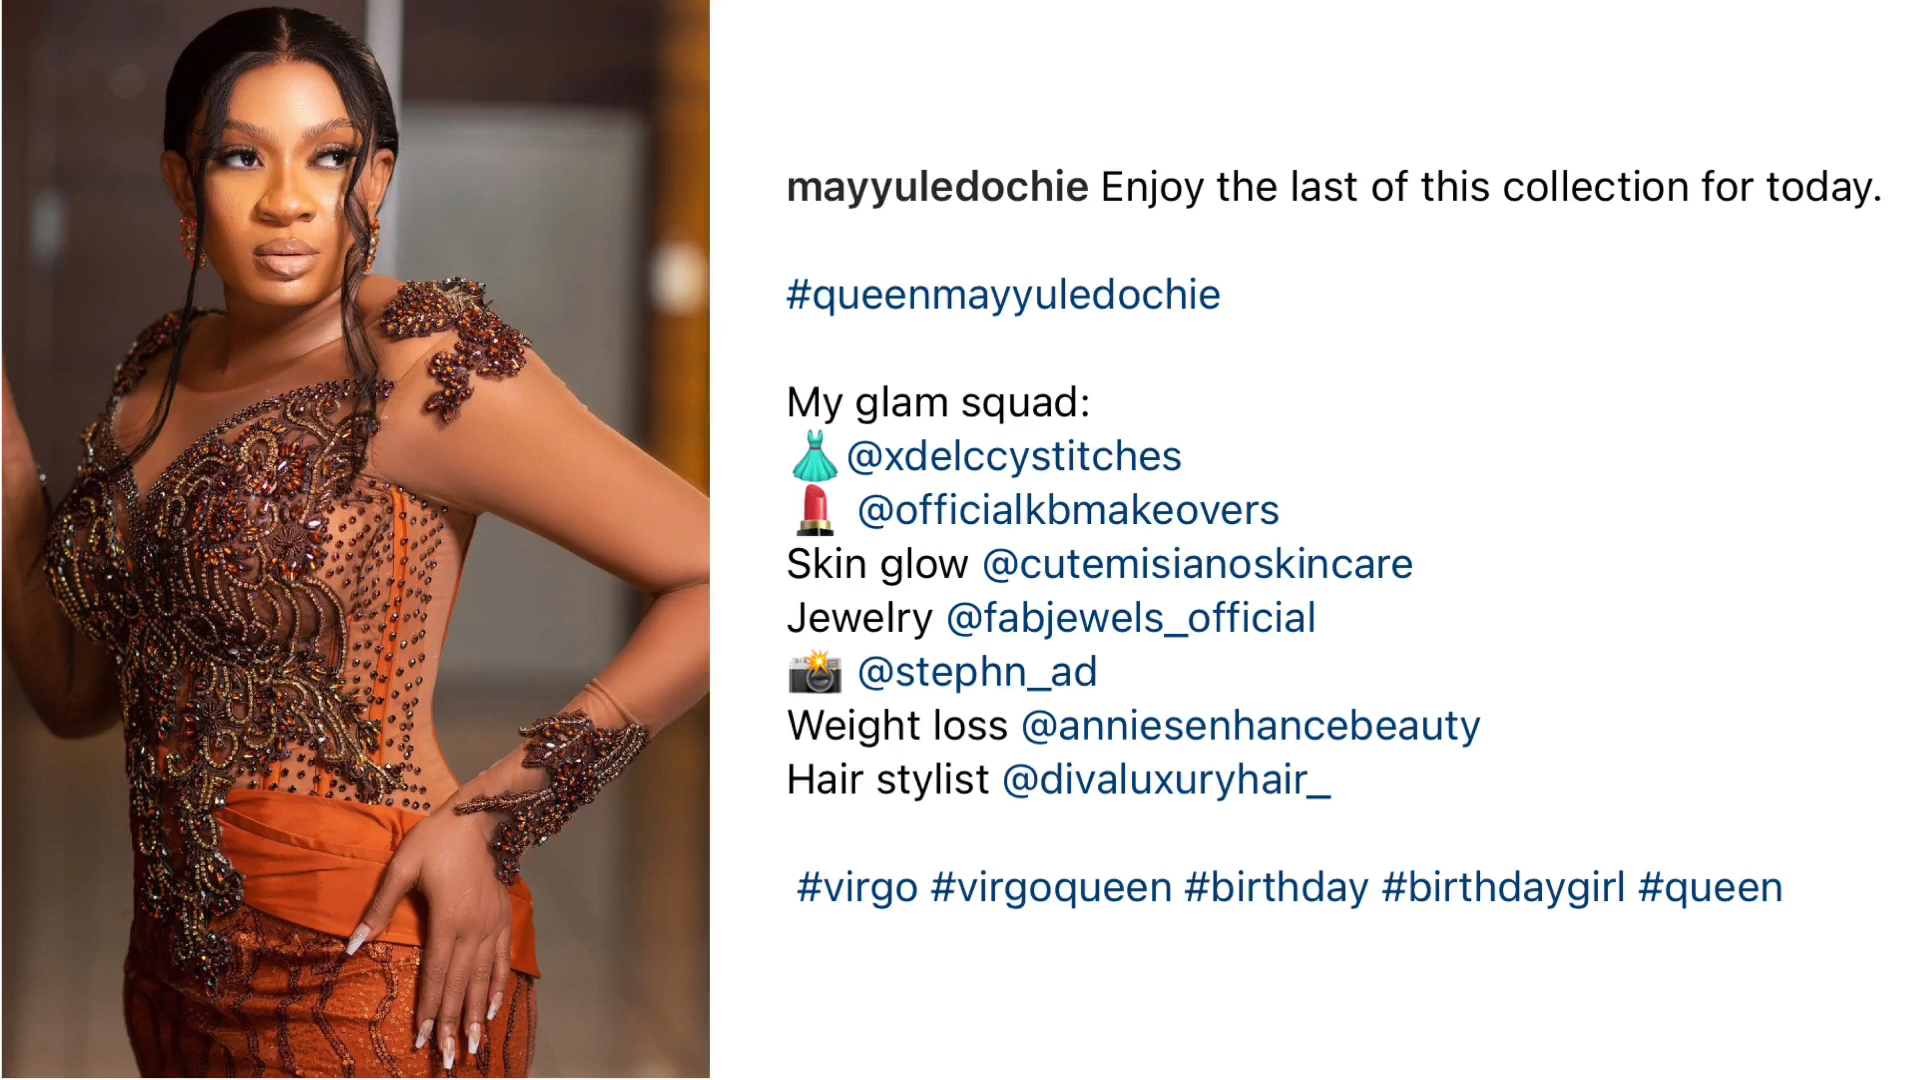 mayyuledochie Enjoy the last of this collection for today.
#queenmayyuledochie
My glam squad:
👗@xdelccystitches
💄 @officialkbmakeovers
Skin glow @cutemisianoskincare
Jewelry @fabjewels_official
📸 @stephn_ad
Weight loss @anniesenhancebeauty
Hair stylist @divaluxuryhair_
#virgo #virgoqueen #birthday #birthdaygirl #queen